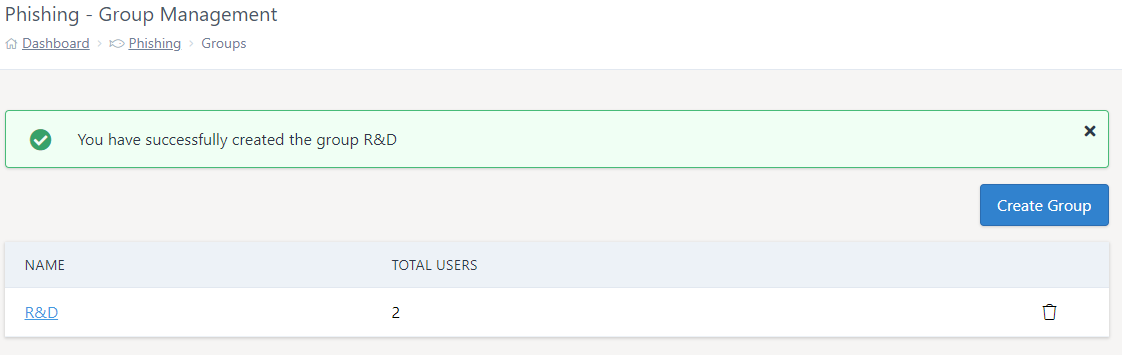 Phishing - Group Management
Dashboard > Phishing > Groups
You have successfully created the group R&D
Create Group
NAME TOTAL USERS
R&D 2